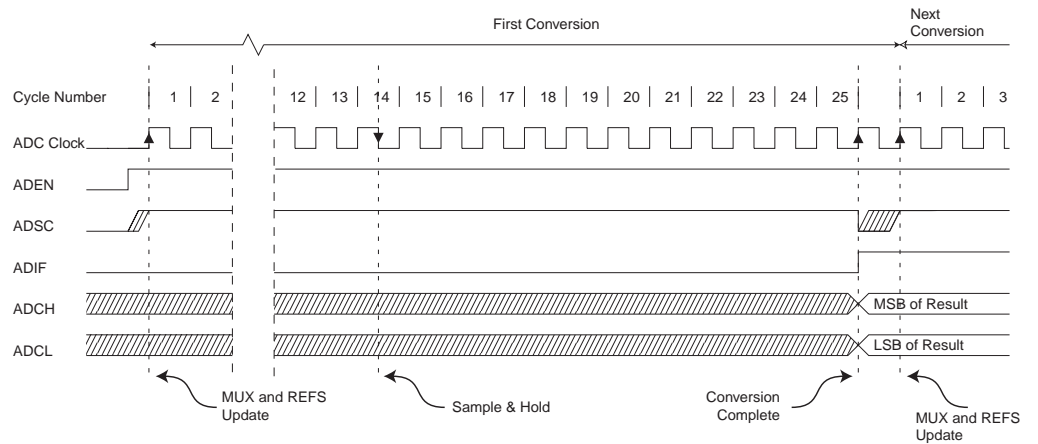 First Conversion
Next
Conversion
Cycle Number 1 2 12 13 14 15 16 17 18 19 20 21 22 23 24 25 1 2 3
ADC Clock
ADEN
ADSC
ADIF
ADCH MSB of Result
ADCL LSB of Result
MUX and REFS
Update
Sample & Hold
Conversion
Complete
MUX and REFS
Update